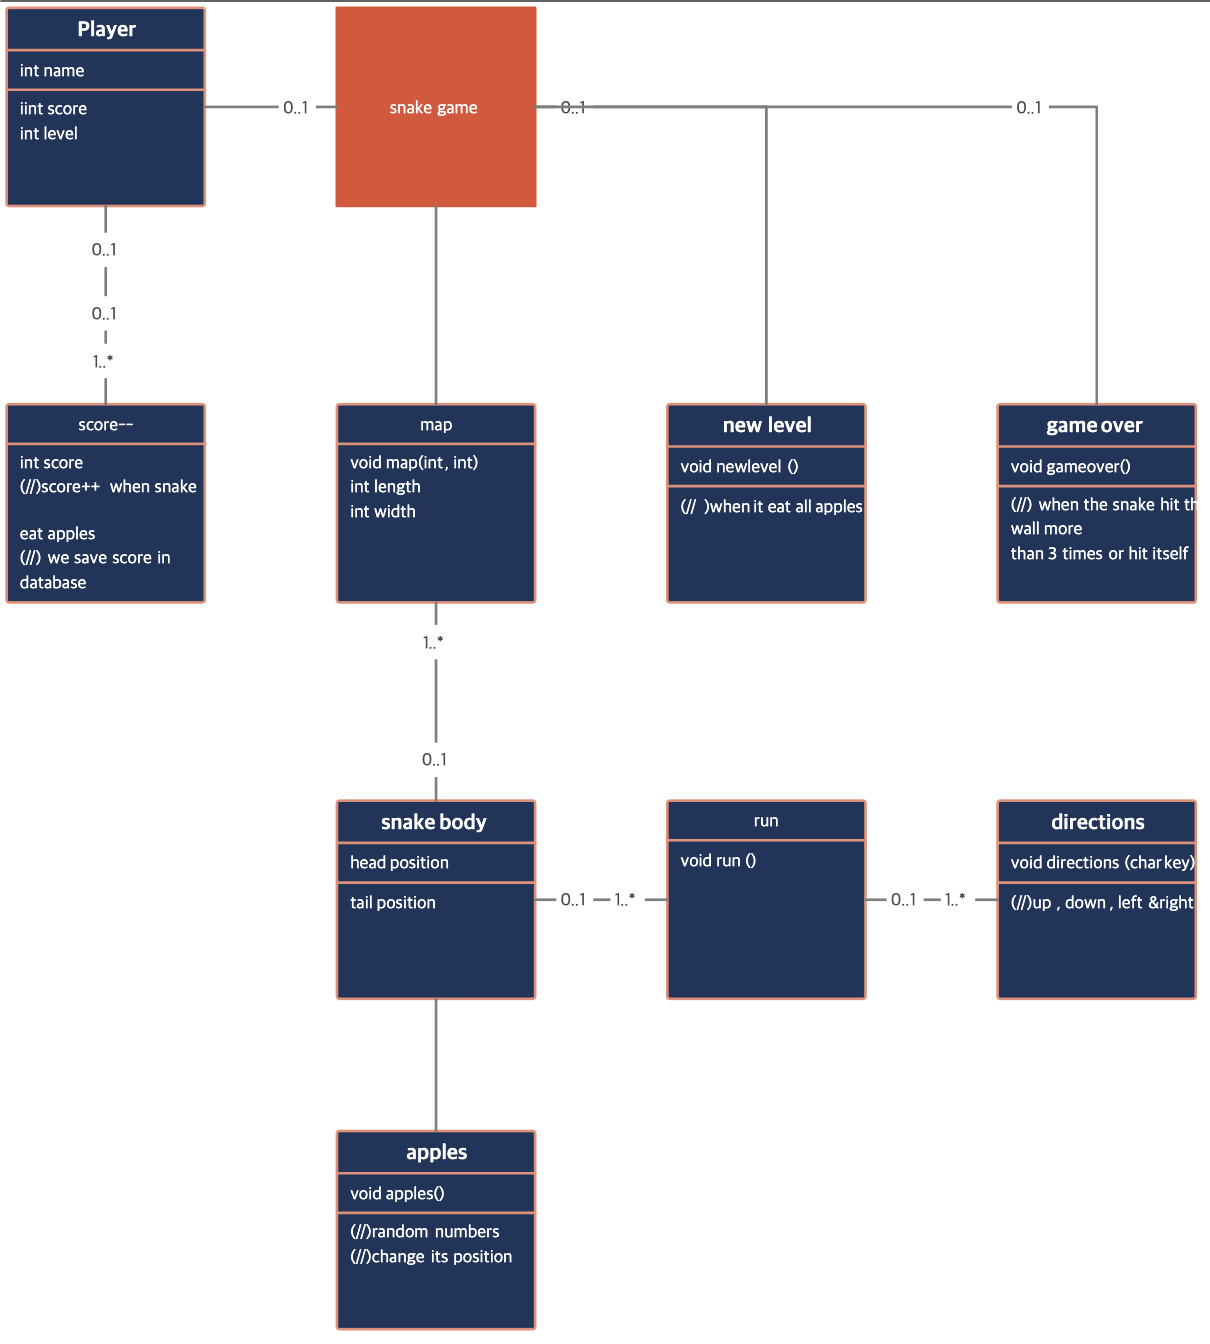 Player
int name
iint score
int level
0..1
snake game
0..1
0..1
0..1
0..1
1..*
score--
int score
(//)score++ when snake
eat apples
(//) we save score in
database
map
void map(int, int)
int length
int width
new level
void newlevel ()
(// )when it eat all apples
game over
void gameover()
(//) when the snake hit th
wall more
than 3 times or hit itself
1..*
0..1
snake body
head position
tail position
0..1
1..*
run
void run ()
0..1
1..*
directions
void directions (char key)
(//)up , down , left &right
apples
void apples()
(//)random numbers
(//)change its position